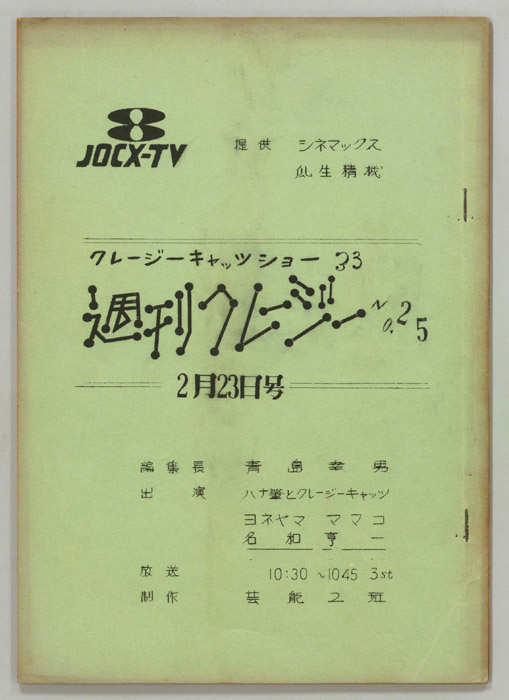 8
JOCX-TV
提供 シネマックス
瓜生精機
クレージーキャッツショー 33
週刊クレージー No.25
2月23日号
編集長 青島幸男
出演 ハナ肇とクレージーキャッツ
ヨネヤマ ママコ
名和亨一
放送 10:30~1045 3st
制作 芸能2班